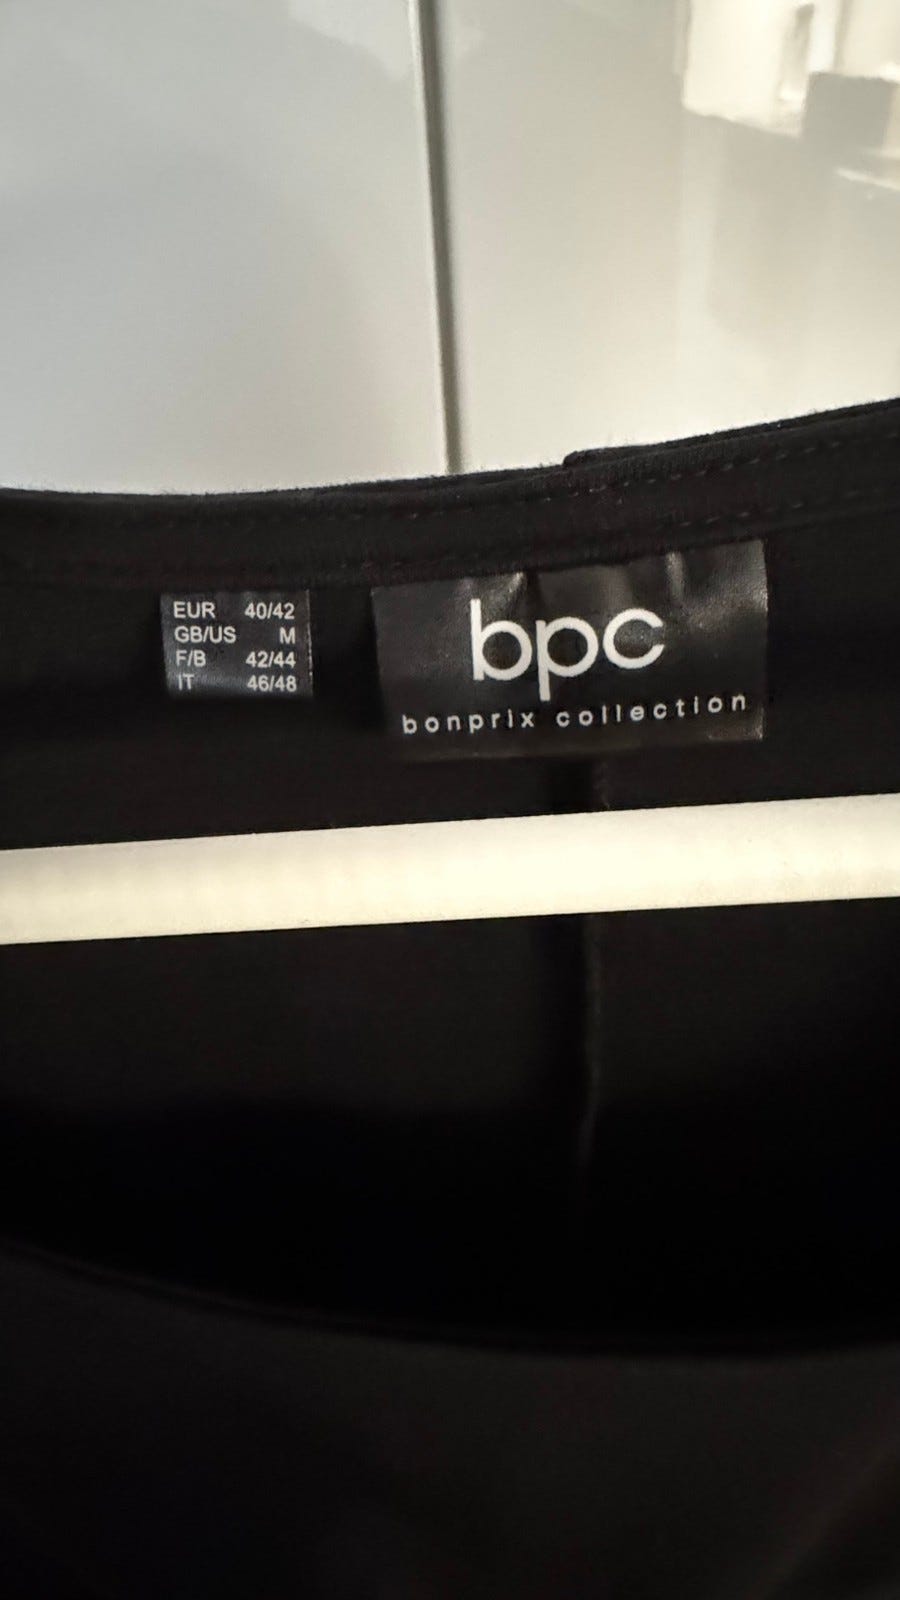 EUR 40/42
GB/US M
F/B 42/44
IT 46/48
bpc
bonprix collection